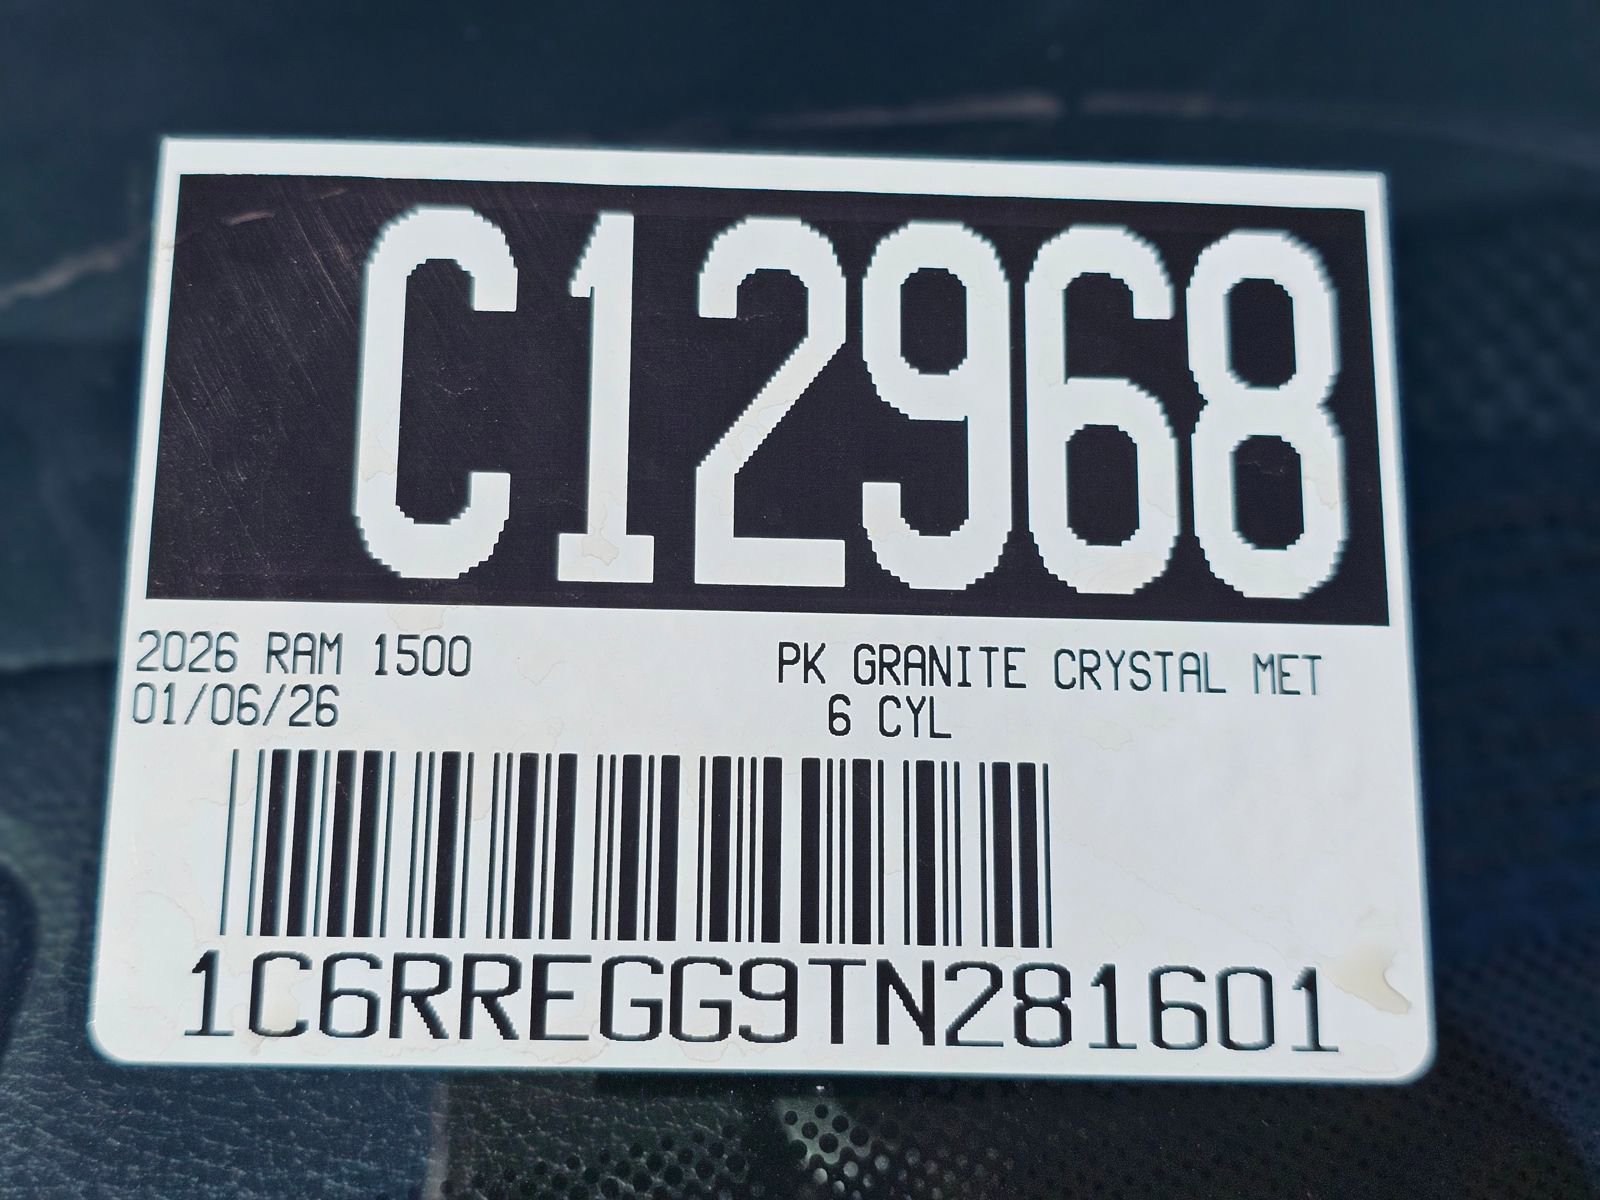 C12968
2026 RAM 1500 PK GRANITE CRYSTAL MET
01/06/26 6 CYL
1C6RREGG9TN281601